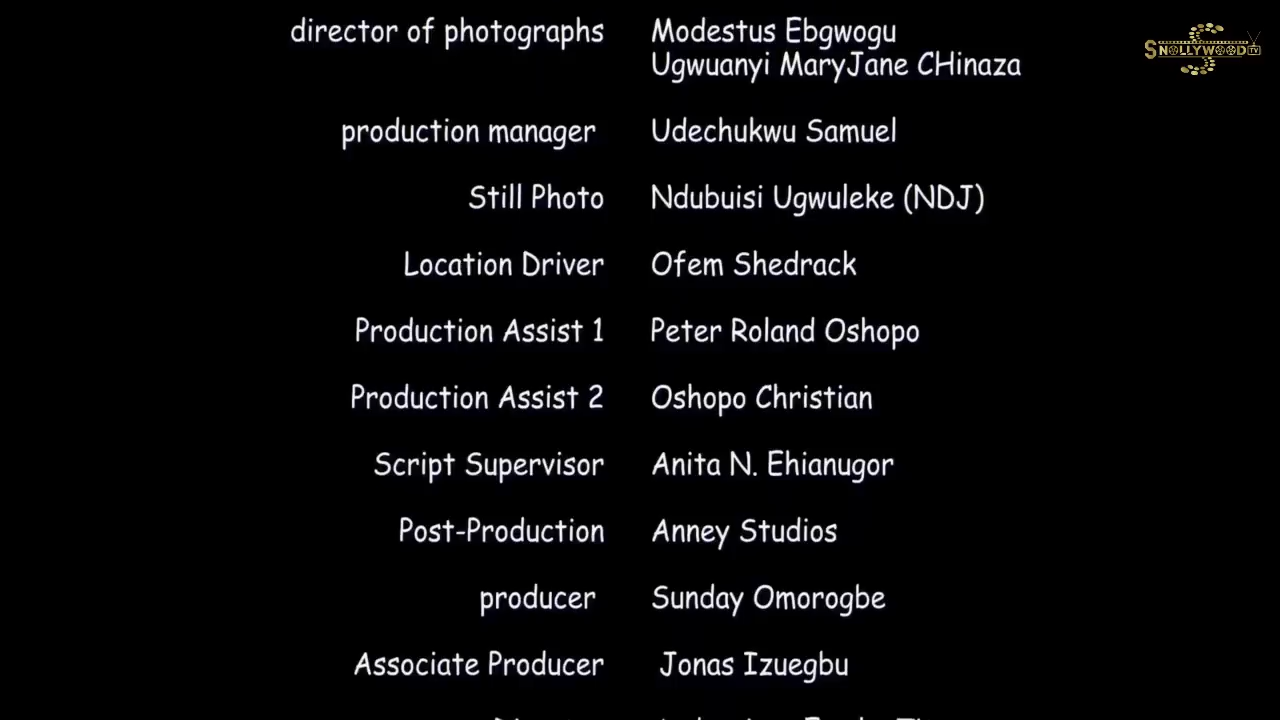 director of photographs Modestus Ebgwogu
Ugwuanyi MaryJane CHinaza
SNOLLYWOOD TV
production manager Udechukwu Samuel
Still Photo Ndubuisi Ugwuleke (NDJ)
Location Driver Ofem Shedrack
Production Assist 1 Peter Roland Oshopo
Production Assist 2 Oshopo Christian
Script Supervisor Anita N. Ehianugor
Post-Production Anney Studios
producer Sunday Omorogbe
Associate Producer Jonas Izuegbu